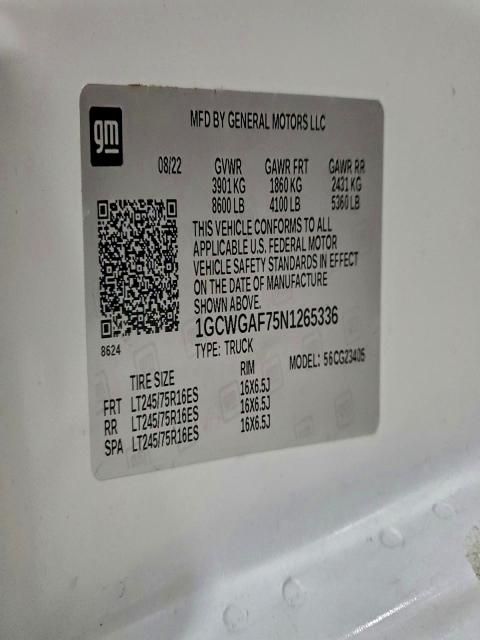 gm
MFD BY GENERAL MOTORS LLC
08/22 GVWR GAWR FRT GAWR RR
3901 KG 1860 KG 2431 KG
8600 LB 4100 LB 5360 LB
THIS VEHICLE CONFORMS TO ALL
APPLICABLE U.S. FEDERAL MOTOR
VEHICLE SAFETY STANDARDS IN EFFECT
ON THE DATE OF MANUFACTURE
SHOWN ABOVE.
1GCWGAF75N1265336
8624
TYPE: TRUCK MODEL: 56CG23405
TIRE SIZE RIM
FRT LT245/75R16ES 16X6.5J
RR LT245/75R16ES 16X6.5J
SPA LT245/75R16ES 16X6.5J